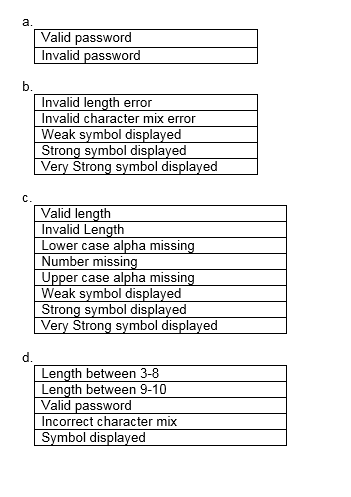 a.
Valid password
Invalid password
b.
Invalid length error
Invalid character mix error
Weak symbol displayed
Strong symbol displayed
Very Strong symbol displayed
c.
Valid length
Invalid Length
Lower case alpha missing
Number missing
Upper case alpha missing
Weak symbol displayed
Strong symbol displayed
Very Strong symbol displayed
d.
Length between 3-8
Length between 9-10
Valid password
Incorrect character mix
Symbol displayed